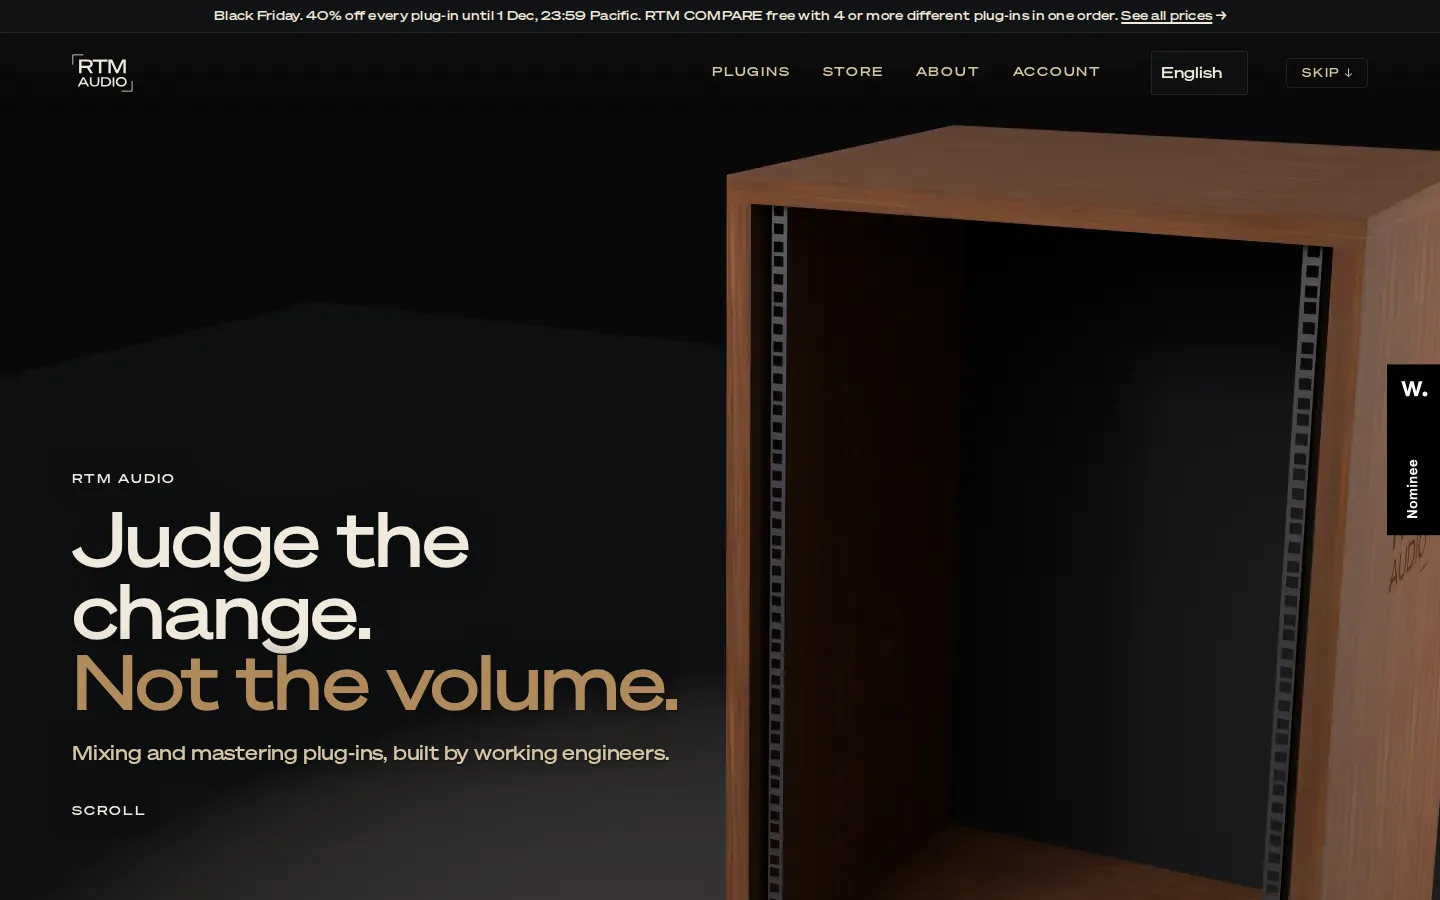 Black Friday. 40% off every plug-in until 1 Dec, 23:59 Pacific. RTM COMPARE free with 4 or more different plug-ins in one order. See all prices →
RTM
AUDIO
PLUGINS
STORE
ABOUT
ACCOUNT
English
SKIP ↓
W.
Nominee
AUDIO
RTM AUDIO
Judge the
change.
Not the volume.
Mixing and mastering plug-ins, built by working engineers.
SCROLL